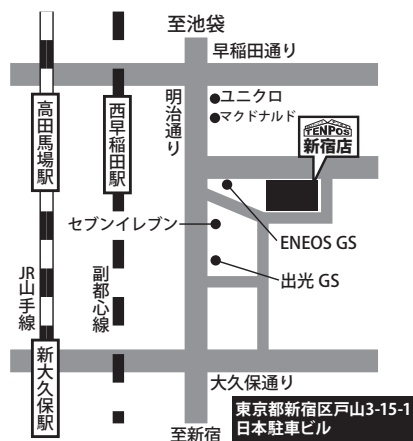 至池袋
早稲田通り
明治通り
ユニクロ
マクドナルド
高田馬場駅
西早稲田駅
TENPOS
新宿店
セブンイレブン
ENEOS GS
出光 GS
JR山手線
副都心線
新大久保駅
大久保通り
東京都新宿区戸山3-15-1
日本駐車ビル
至新宿